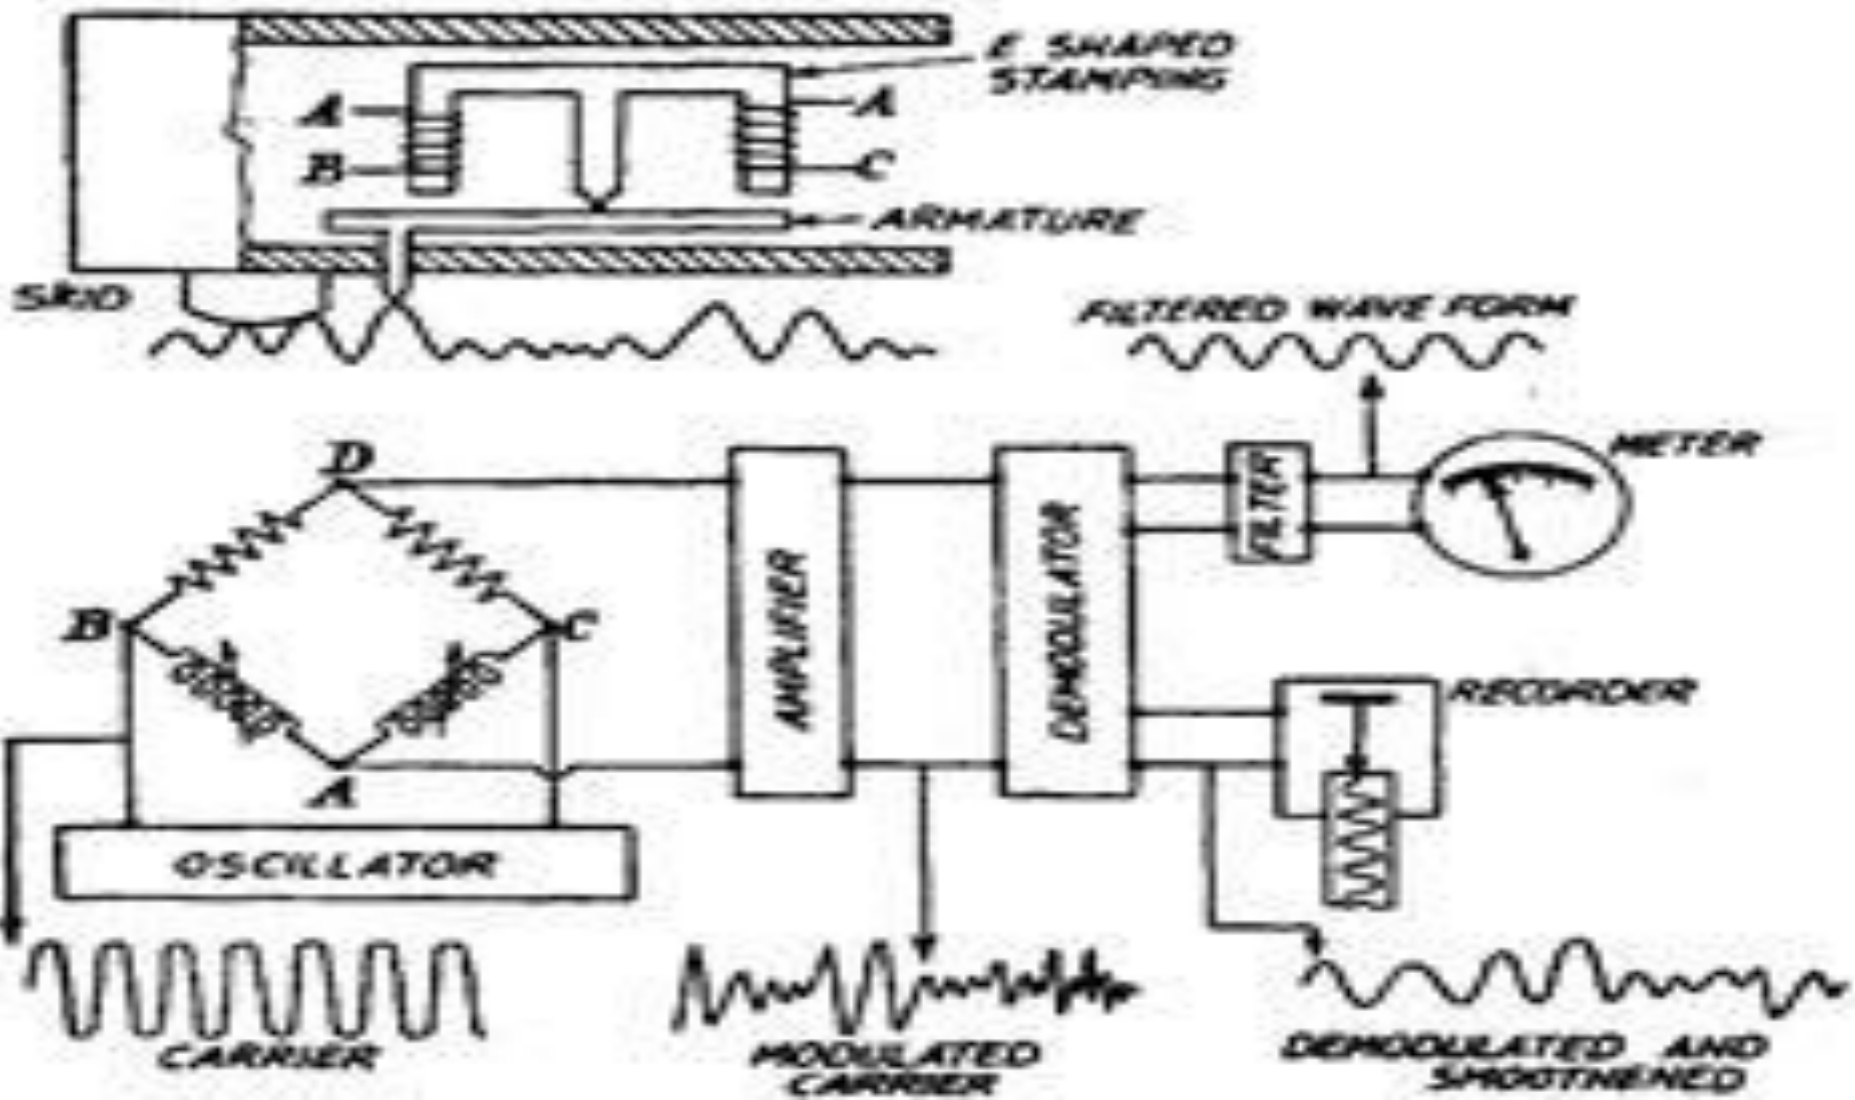 E SHAPED
STAMPING
A
A
B
C
ARMATURE
SKID
FILTERED WAVE FORM
D
METER
FILTER
AMPLIFIER
DEMODULATOR
B
C
RECORDER
A
OSCILLATOR
CARRIER
MODULATED
CARRIER
DEMODULATED AND
SMOOTHENED